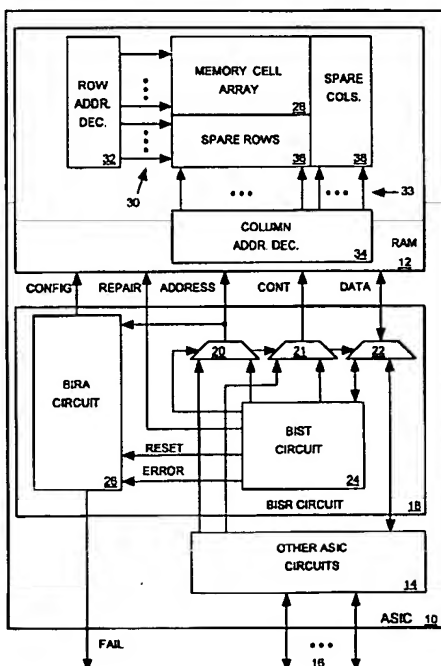 ROW
ADDR.
DEC.
32
MEMORY CELL
ARRAY
28
SPARE
COLS.
38
SPARE ROWS
36
30
33
COLUMN
ADDR. DEC.
34
RAM
12
CONFIG
REPAIR
ADDRESS
CONT
DATA
20
21
22
BIRA
CIRCUIT
26
BIST
CIRCUIT
24
RESET
ERROR
BISR CIRCUIT
18
OTHER ASIC
CIRCUITS
14
ASIC 10
FAIL
16